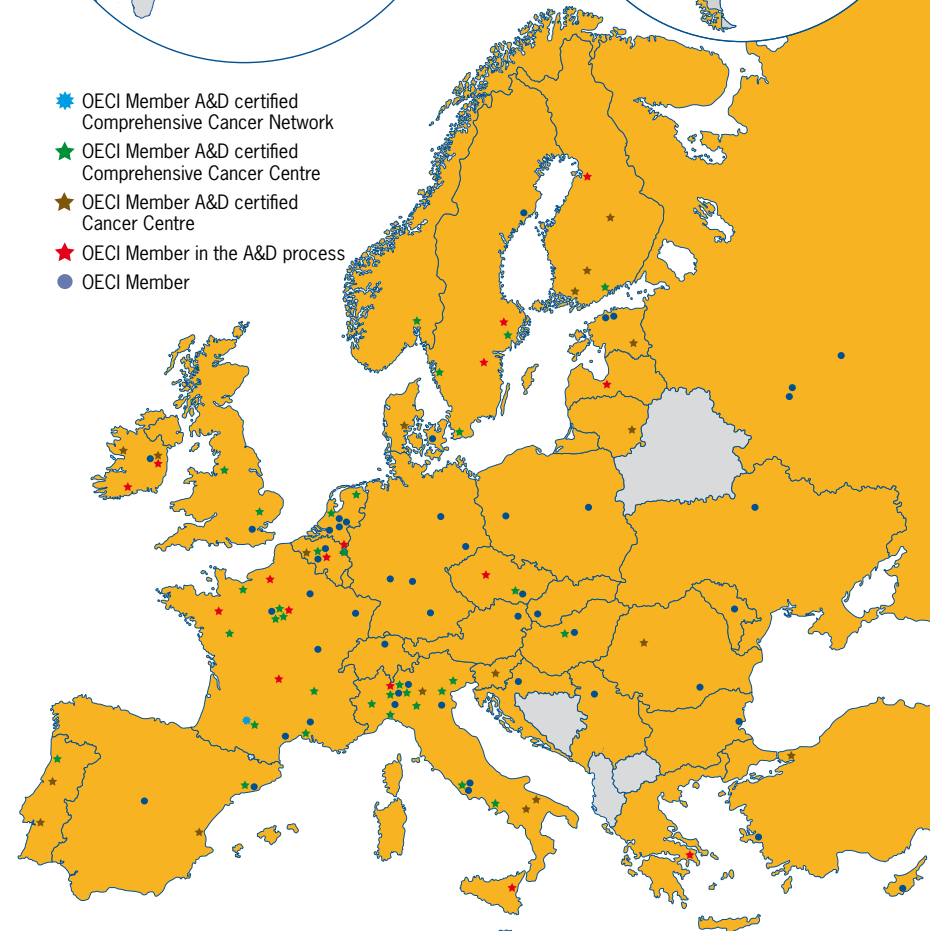 OECI Member A&D certified
Comprehensive Cancer Network
OECI Member A&D certified
Comprehensive Cancer Centre
OECI Member A&D certified
Cancer Centre
OECI Member in the A&D process
OECI Member